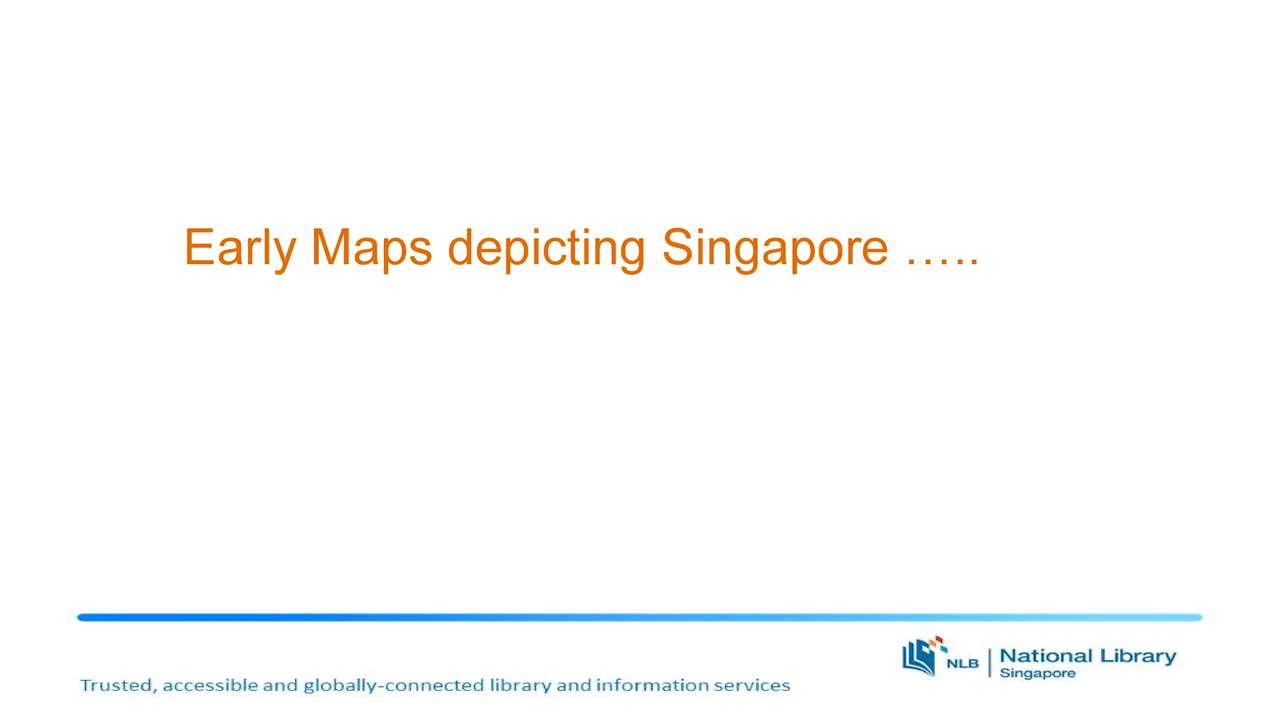 Early Maps depicting Singapore …..
NLB
National Library
Singapore
Trusted, accessible and globally-connected library and information services